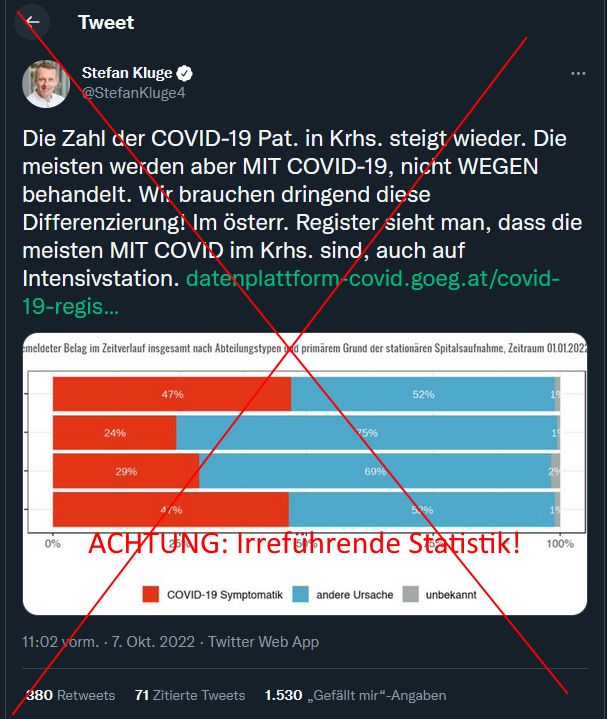 Tweet
Stefan Kluge
@StefanKluge4
Die Zahl der COVID-19 Pat. in Krhs. steigt wieder. Die
meisten werden aber MIT COVID-19, nicht WEGEN
behandelt. Wir brauchen dringend diese
Differenzierung! Im österr. Register sieht man, dass die
meisten MIT COVID im Krhs. sind, auch auf
Intensivstation. datenplattform-covid.goeg.at/covid-
19-regis…
emeldeter Belag im Zeitverlauf insgesamt nach Abteilungstypen und primärem Grund der stationären Spitalsaufnahme, Zeitraum 01.01.2022
47% 52% 1%
24% 75% 1%
29% 69% 2%
47% 52% 1%
0% 25% 50% 75% 100%
ACHTUNG: Irreführende Statistik!
COVID-19 Symptomatik andere Ursache unbekannt
11:02 vorm. · 7. Okt. 2022 · Twitter Web App
380 Retweets 71 Zitierte Tweets 1.530 „Gefällt mir“-Angaben